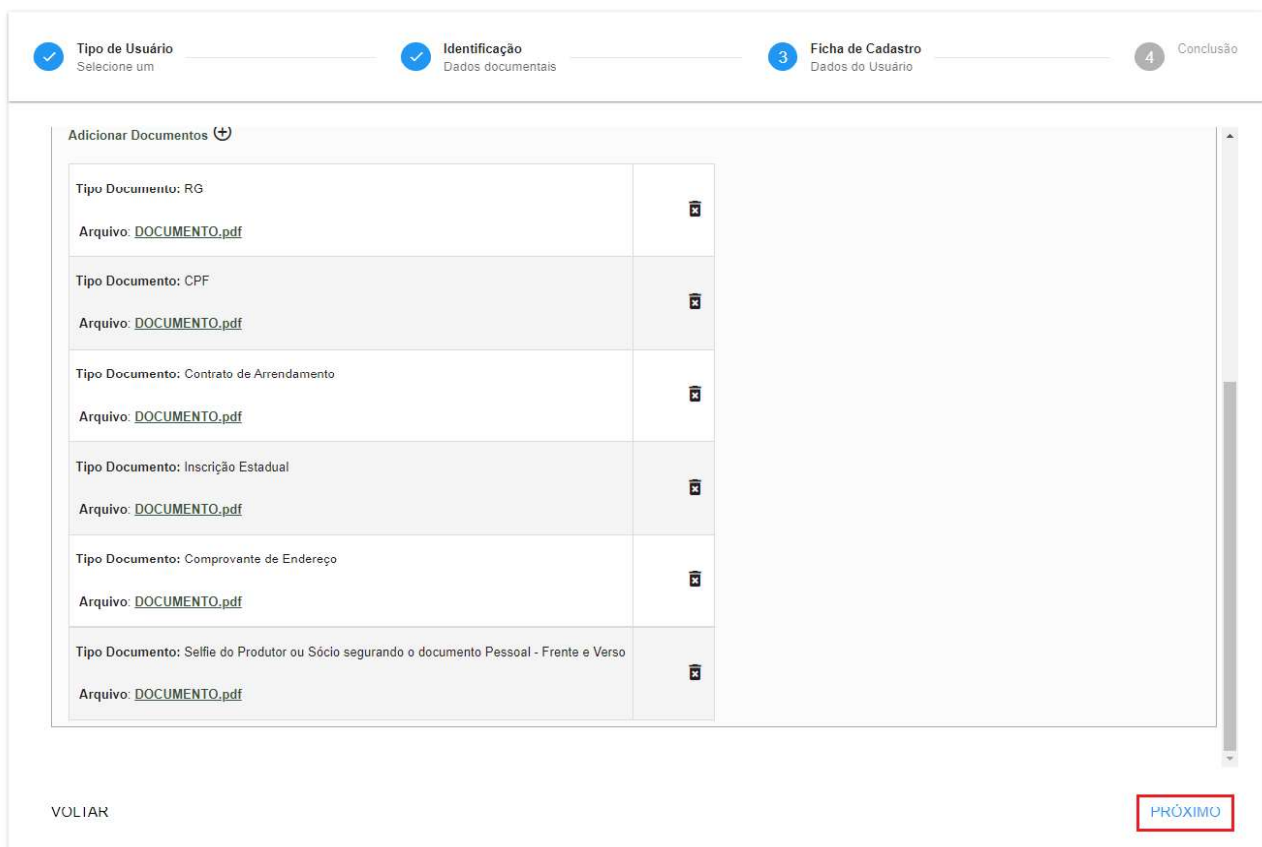 Tipo de Usuário
Selecione um
Identificação
Dados documentais
3
Ficha de Cadastro
Dados do Usuário
4
Conclusão
Adicionar Documentos
Tipo Documento: RG
Arquivo: DOCUMENTO.pdf
Tipo Documento: CPF
Arquivo: DOCUMENTO.pdf
Tipo Documento: Contrato de Arrendamento
Arquivo: DOCUMENTO.pdf
Tipo Documento: Inscrição Estadual
Arquivo: DOCUMENTO.pdf
Tipo Documento: Comprovante de Endereço
Arquivo: DOCUMENTO.pdf
Tipo Documento: Selfie do Produtor ou Sócio segurando o documento Pessoal - Frente e Verso
Arquivo: DOCUMENTO.pdf
VOLTAR
PRÓXIMO